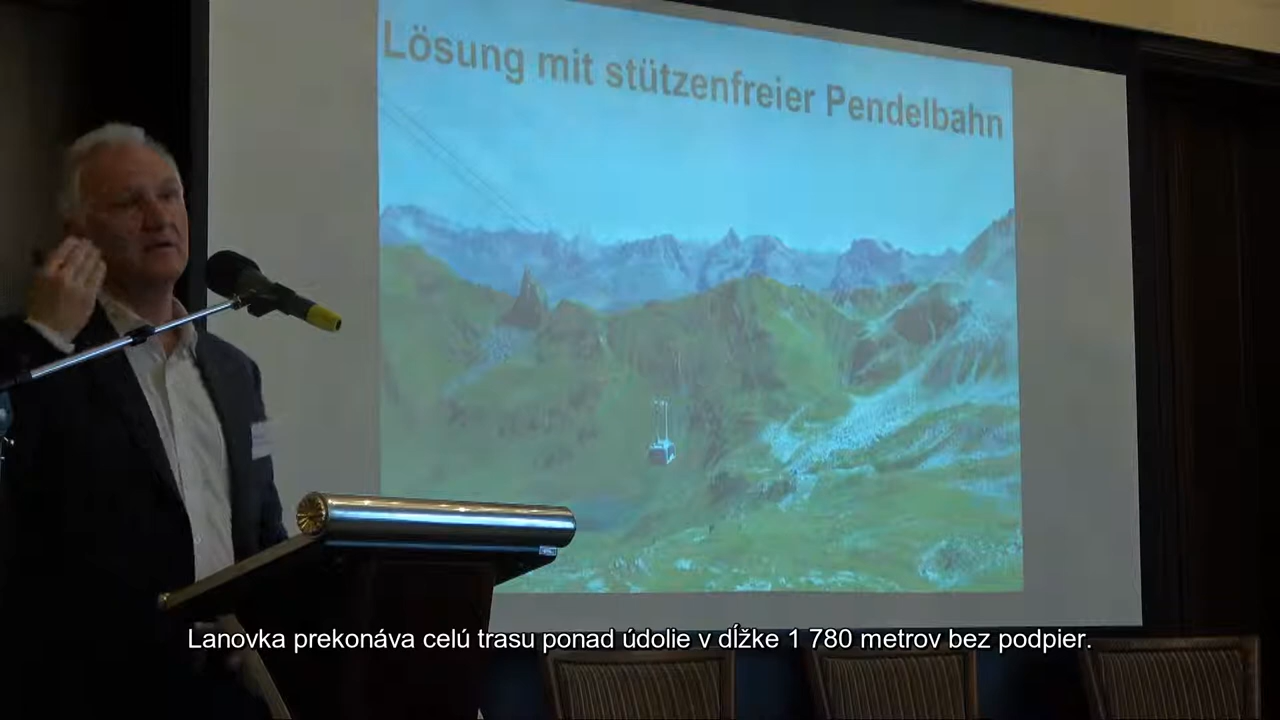 Lösung mit stützenfreier Pendelbahn
Lanovka prekonáva celú trasu ponad údolie v dĺžke 1 780 metrov bez podpier.